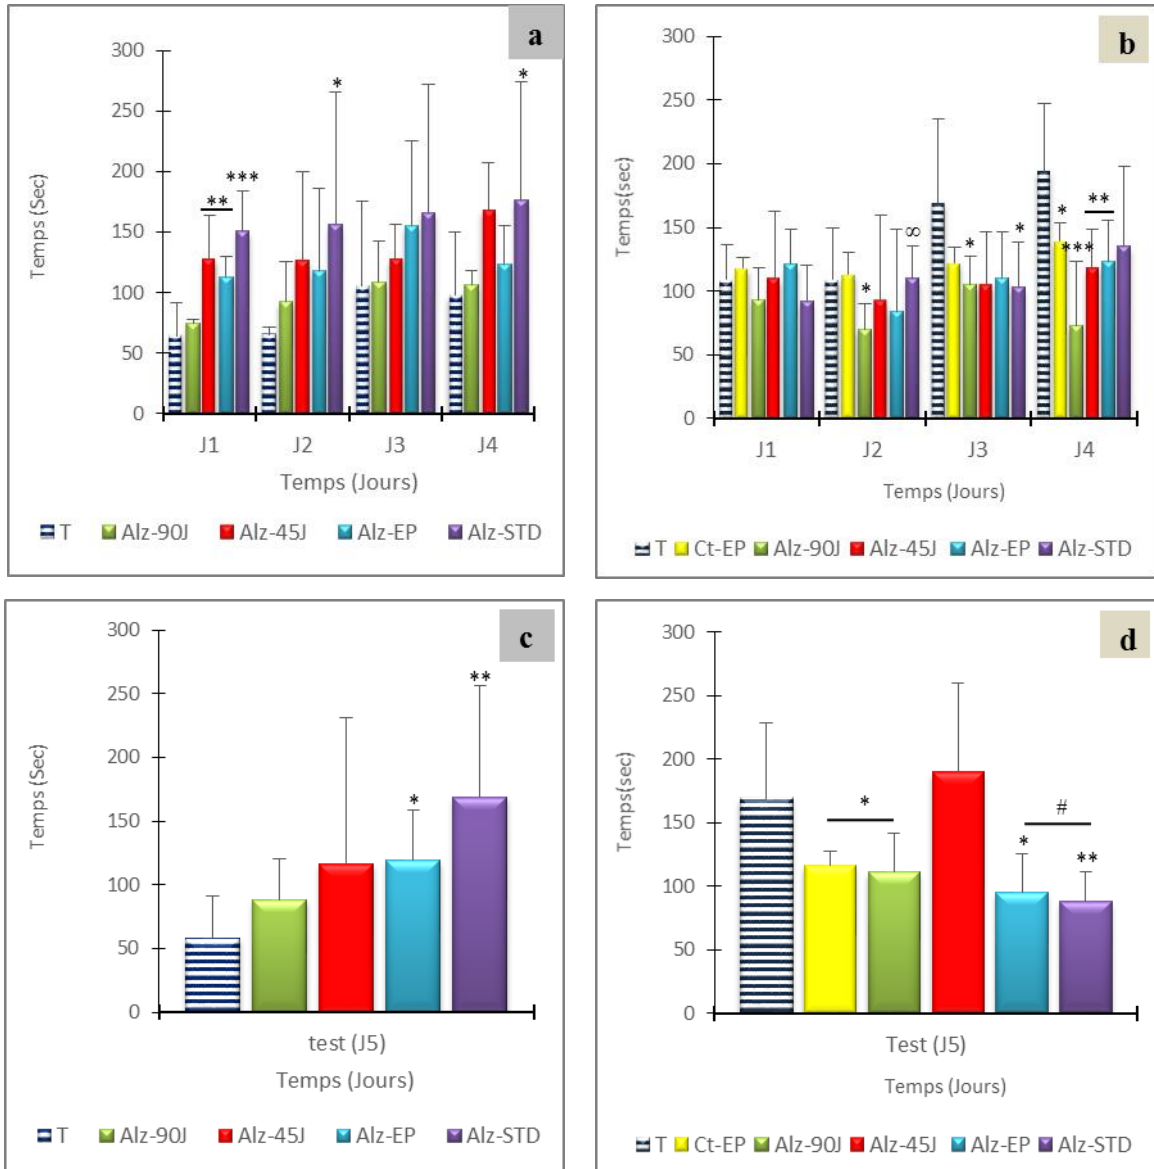 a
300
250
200
150
100
50
0
Temps (Sec)
** *** * *
J1 J2 J3 J4
Temps (Jours)
T Alz-90J Alz-45J Alz-EP Alz-STD
b
300
250
200
150
100
50
0
Temps(sec)
* ∞ * * * *** **
J1 J2 J3 J4
Temps (Jours)
T Ct-EP Alz-90J Alz-45J Alz-EP Alz-STD
c
300
250
200
150
100
50
0
Temps (Sec)
* **
test (J5)
Temps (Jours)
T Alz-90J Alz-45J Alz-EP Alz-STD
d
300
250
200
150
100
50
0
Temps(sec)
* * # **
Test (J5)
Temps (Jours)
T Ct-EP Alz-90J Alz-45J Alz-EP Alz-STD